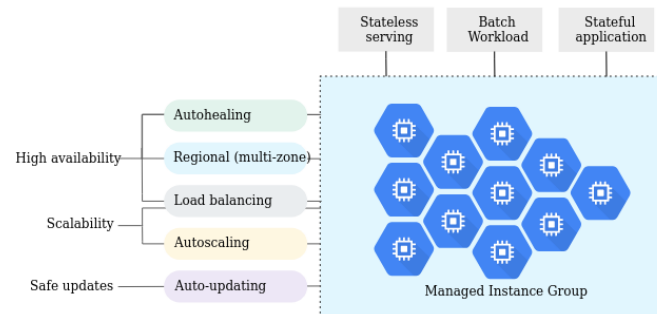 Stateless
serving
Batch
Workload
Stateful
application
High availability
Autohealing
Regional (multi-zone)
Load balancing
Scalability
Autoscaling
Safe updates
Auto-updating
Managed Instance Group